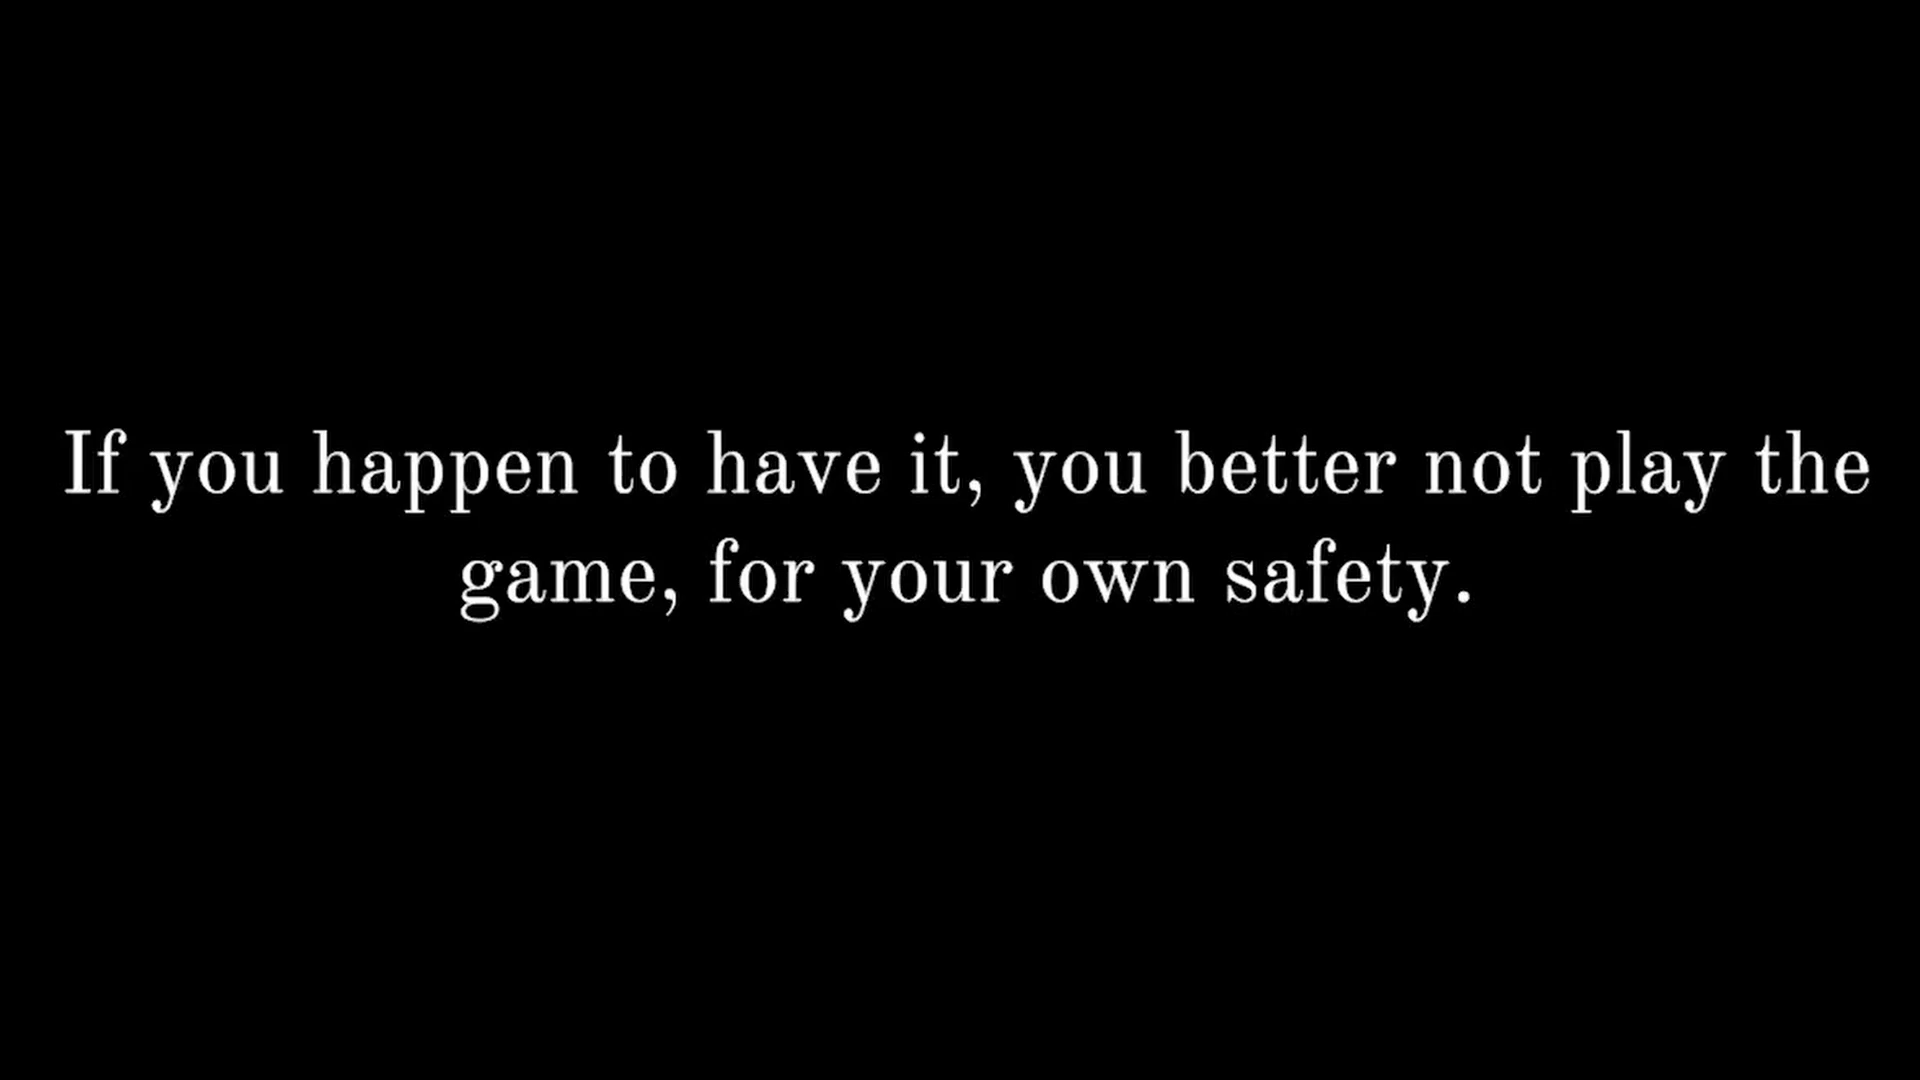 If you happen to have it, you better not play the
game, for your own safety.